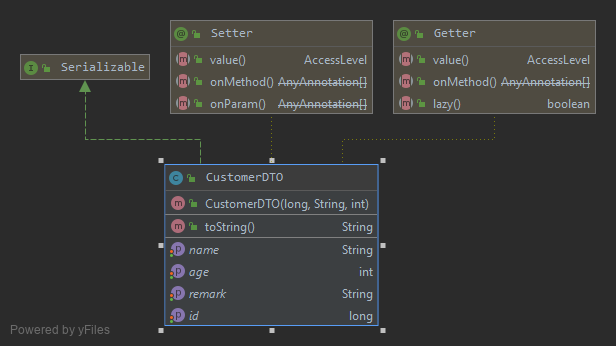 Serializable
Setter
value() AccessLevel
onMethod() AnyAnnotation[]
onParam() AnyAnnotation[]
Getter
value() AccessLevel
onMethod() AnyAnnotation[]
lazy() boolean
CustomerDTO
CustomerDTO(long, String, int)
toString() String
name String
age int
remark String
id long
Powered by yFiles